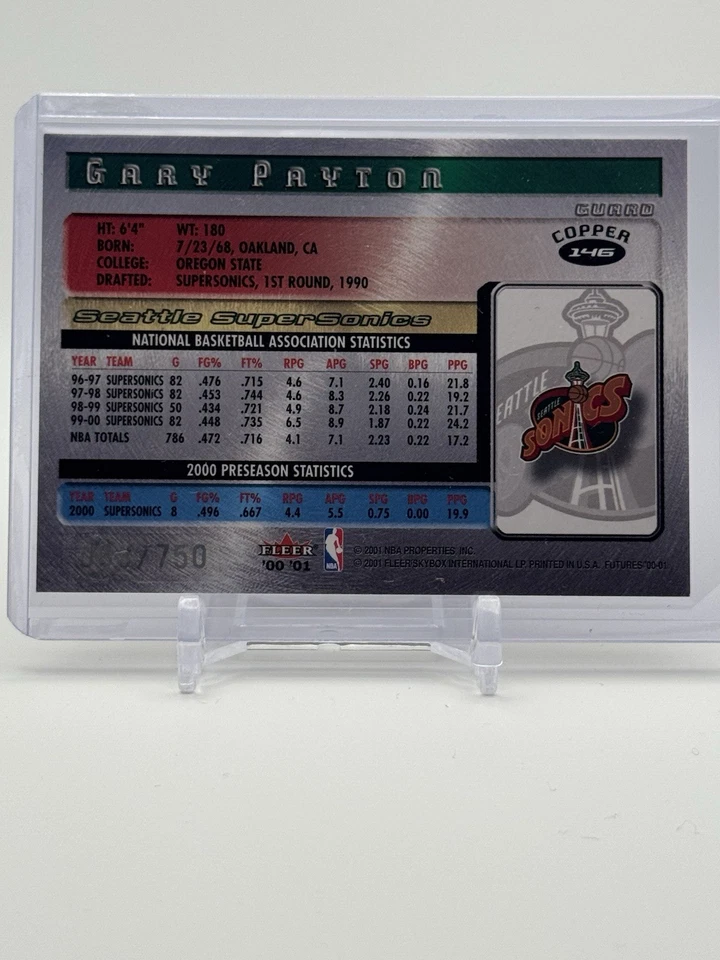 GARY PAYTON
GUARD
HT: 6'4" WT: 180
BORN: 7/23/68, OAKLAND, CA
COLLEGE: OREGON STATE
DRAFTED: SUPERSONICS, 1ST ROUND, 1990
COPPER
146
Seattle SuperSonics
NATIONAL BASKETBALL ASSOCIATION STATISTICS
YEAR TEAM G FG% FT% RPG APG SPG BPG PPG
96-97 SUPERSONICS 82 .476 .715 4.6 7.1 2.40 0.16 21.8
97-98 SUPERSONICS 82 .453 .744 4.6 8.3 2.26 0.22 19.2
98-99 SUPERSONICS 50 .434 .721 4.9 8.7 2.18 0.24 21.7
99-00 SUPERSONICS 82 .448 .735 6.5 8.9 1.87 0.22 24.2
NBA TOTALS 786 .472 .716 4.1 7.1 2.23 0.22 17.2
2000 PRESEASON STATISTICS
YEAR TEAM G FG% FT% RPG APG SPG BPG PPG
2000 SUPERSONICS 8 .496 .667 4.4 5.5 0.75 0.00 19.9
EATTLE
SEATTLE
SONICS
/750
FLEER
'00 '01
NBA
© 2001 NBA PROPERTIES, INC.
© 2001 FLEER/SKYBOX INTERNATIONAL LP. PRINTED IN U.S.A. FUTURES '00-01